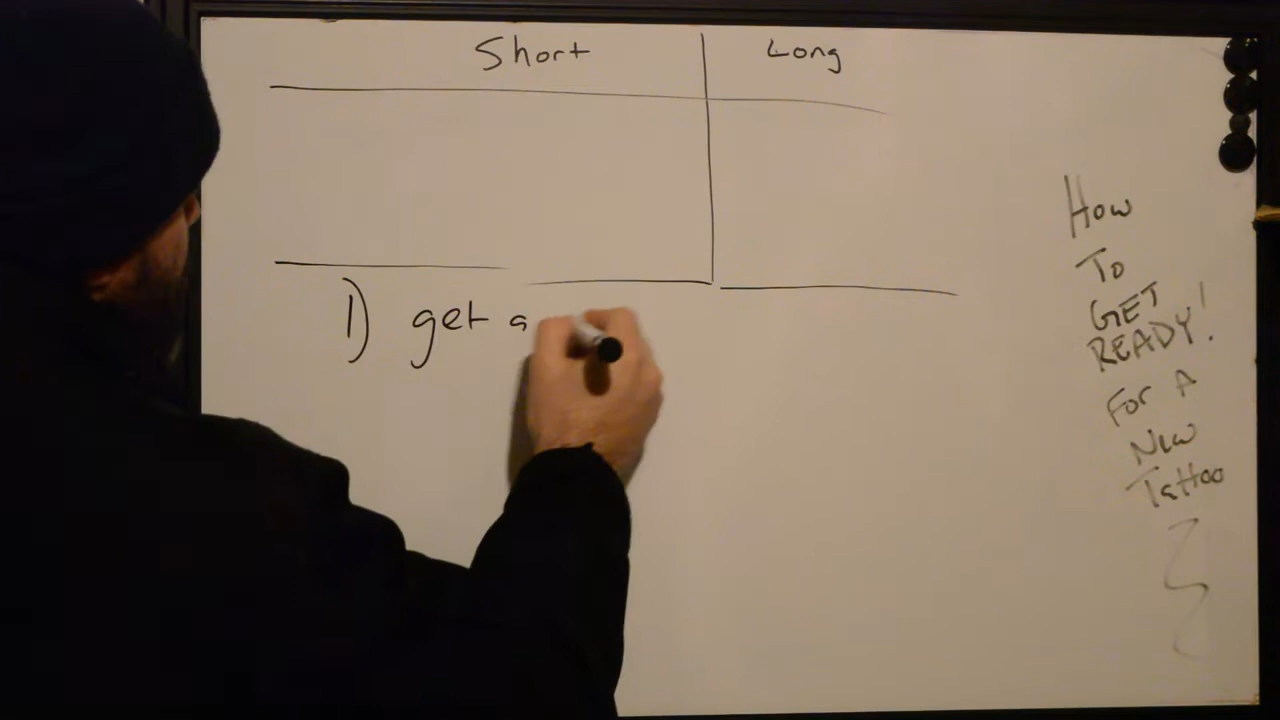 Short Long
1) get a
How
To
GET
READY!
For A
New
Tattoo